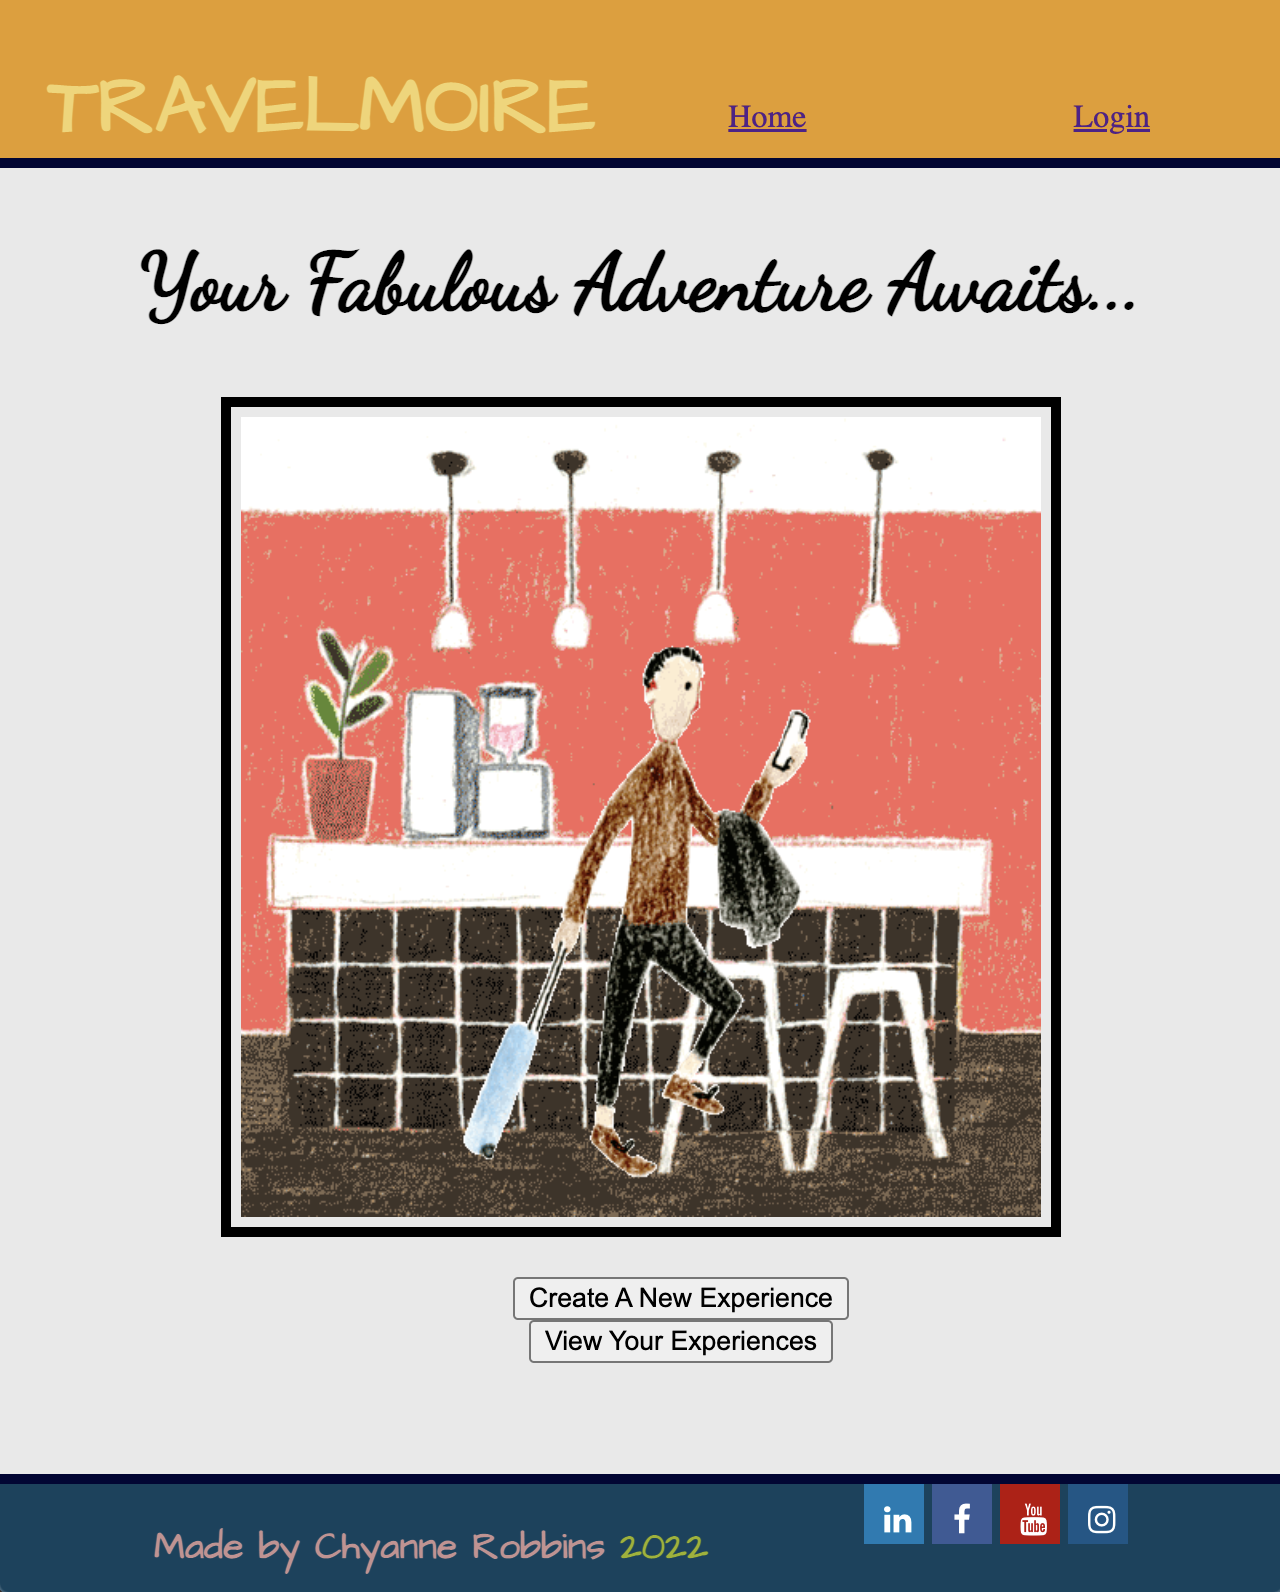 TRAVELMOIRE
Home
Login
Your Fabulous Adventure Awaits...
Create A New Experience
View Your Experiences
Made by Chyanne Robbins 2022
in
f
You
Tube